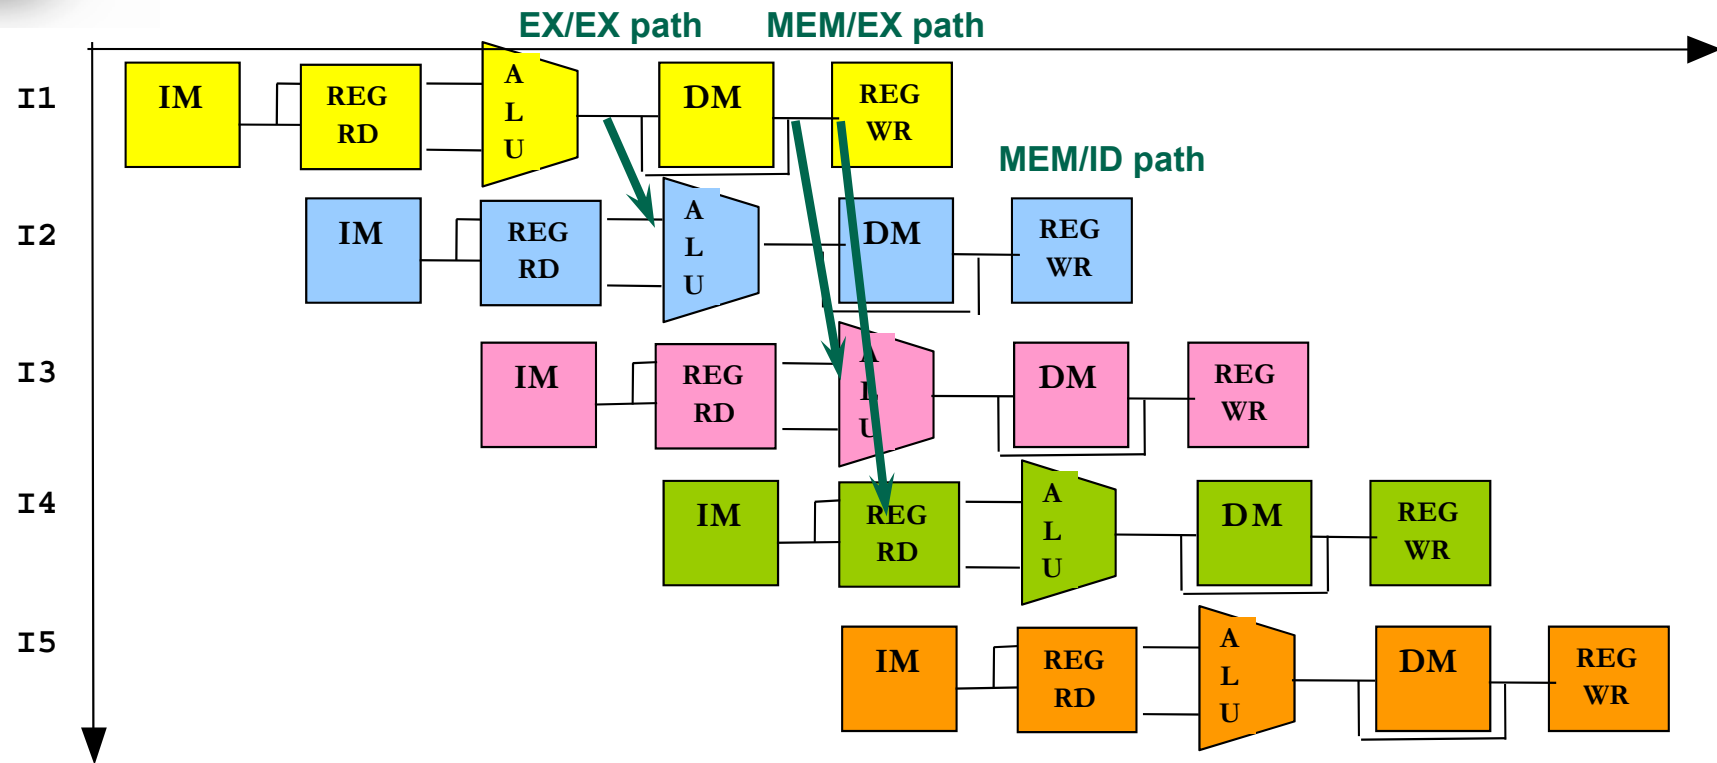 EX/EX path MEM/EX path
I1
IM
REG
RD
A
L
U
DM
REG
WR
MEM/ID path
I2
IM
REG
RD
A
L
U
DM
REG
WR
I3
IM
REG
RD
A
L
U
DM
REG
WR
I4
IM
REG
RD
A
L
U
DM
REG
WR
I5
IM
REG
RD
A
L
U
DM
REG
WR